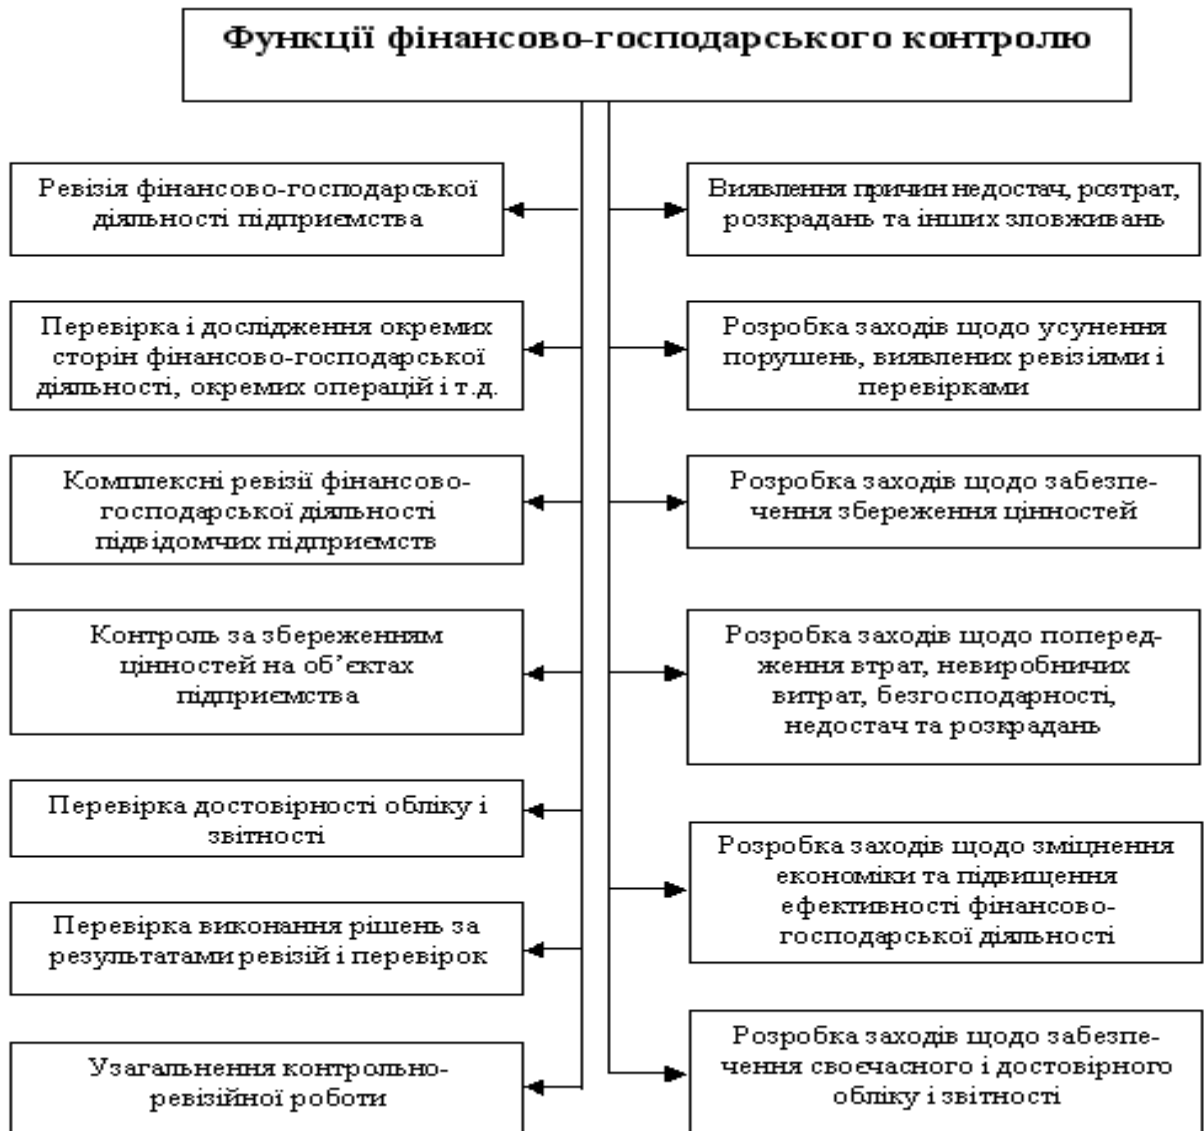 Функції фінансово-господарського контролю
Ревізія фінансово-господарської
діяльності підприємства
Перевірка і дослідження окремих
сторін фінансово-господарської
діяльності, окремих операцій і т.д.
Комплексні ревізії фінансово-
господарської діяльності
підвідомчих підприємств
Контроль за збереженням
цінностей на об’єктах
підприємства
Перевірка достовірності обліку і
звітності
Перевірка виконання рішень за
результатами ревізій і перевірок
Узагальнення контрольно-
ревізійної роботи
Виявлення причин недостач, розтрат,
розкрадань та інших зловживань
Розробка заходів щодо усунення
порушень, виявлених ревізіями і
перевірками
Розробка заходів щодо забезпе-
чення збереження цінностей
Розробка заходів щодо поперед-
ження втрат, невиробничих
витрат, безгосподарності,
недостач та розкрадань
Розробка заходів щодо зміцнення
економіки та підвищення
ефективності фінансово-
господарської діяльності
Розробка заходів щодо забезпе-
чення своєчасного і достовірного
обліку і звітності